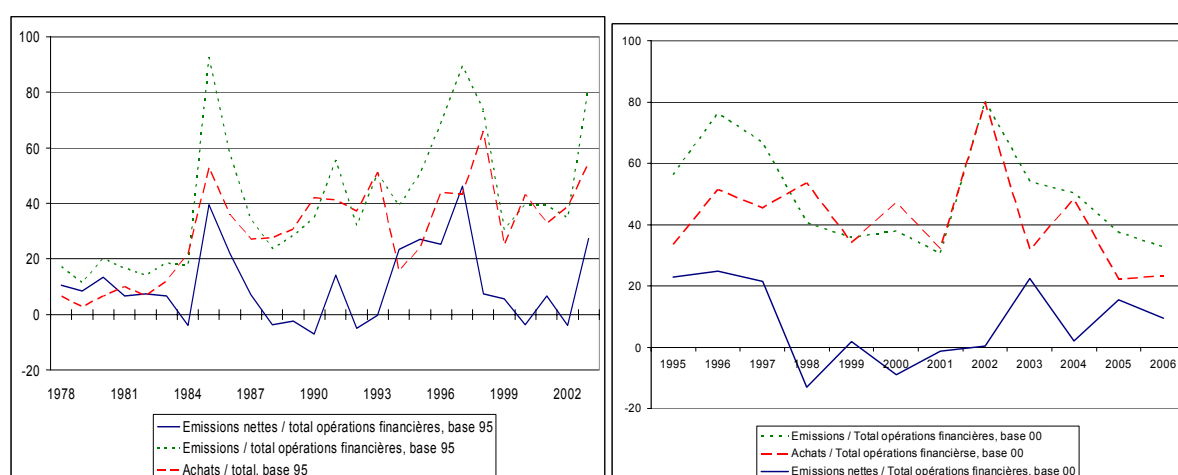 100
80
60
40
20
0
-20
1978 1981 1984 1987 1990 1993 1996 1999 2002
Emissions nettes / total opérations financières, base 95
Emissions / total opérations financières, base 95
Achats / total, base 95
100
80
60
40
20
0
-20
1995 1996 1997 1998 1999 2000 2001 2002 2003 2004 2005 2006
Emissions / Total opérations financières, base 00
Achats / Total opérations financièrse, base 00
Emissions nettes / Total opérations financières, base 00